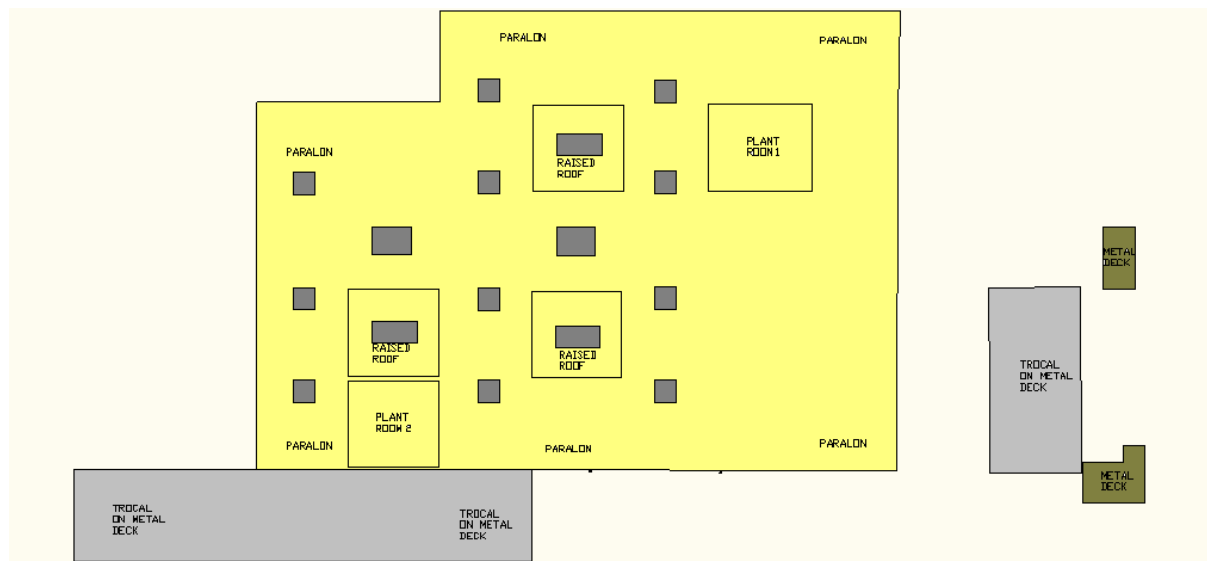 PARALON
PARALON
PLANT
ROOM 1
PARALON
RAISED
ROOF
METAL
DECK
RAISED
ROOF
RAISED
ROOF
TROCAL
ON METAL
DECK
PLANT
ROOM 2
PARALON
PARALON
PARALON
METAL
DECK
TROCAL
ON METAL
DECK
TROCAL
ON METAL
DECK